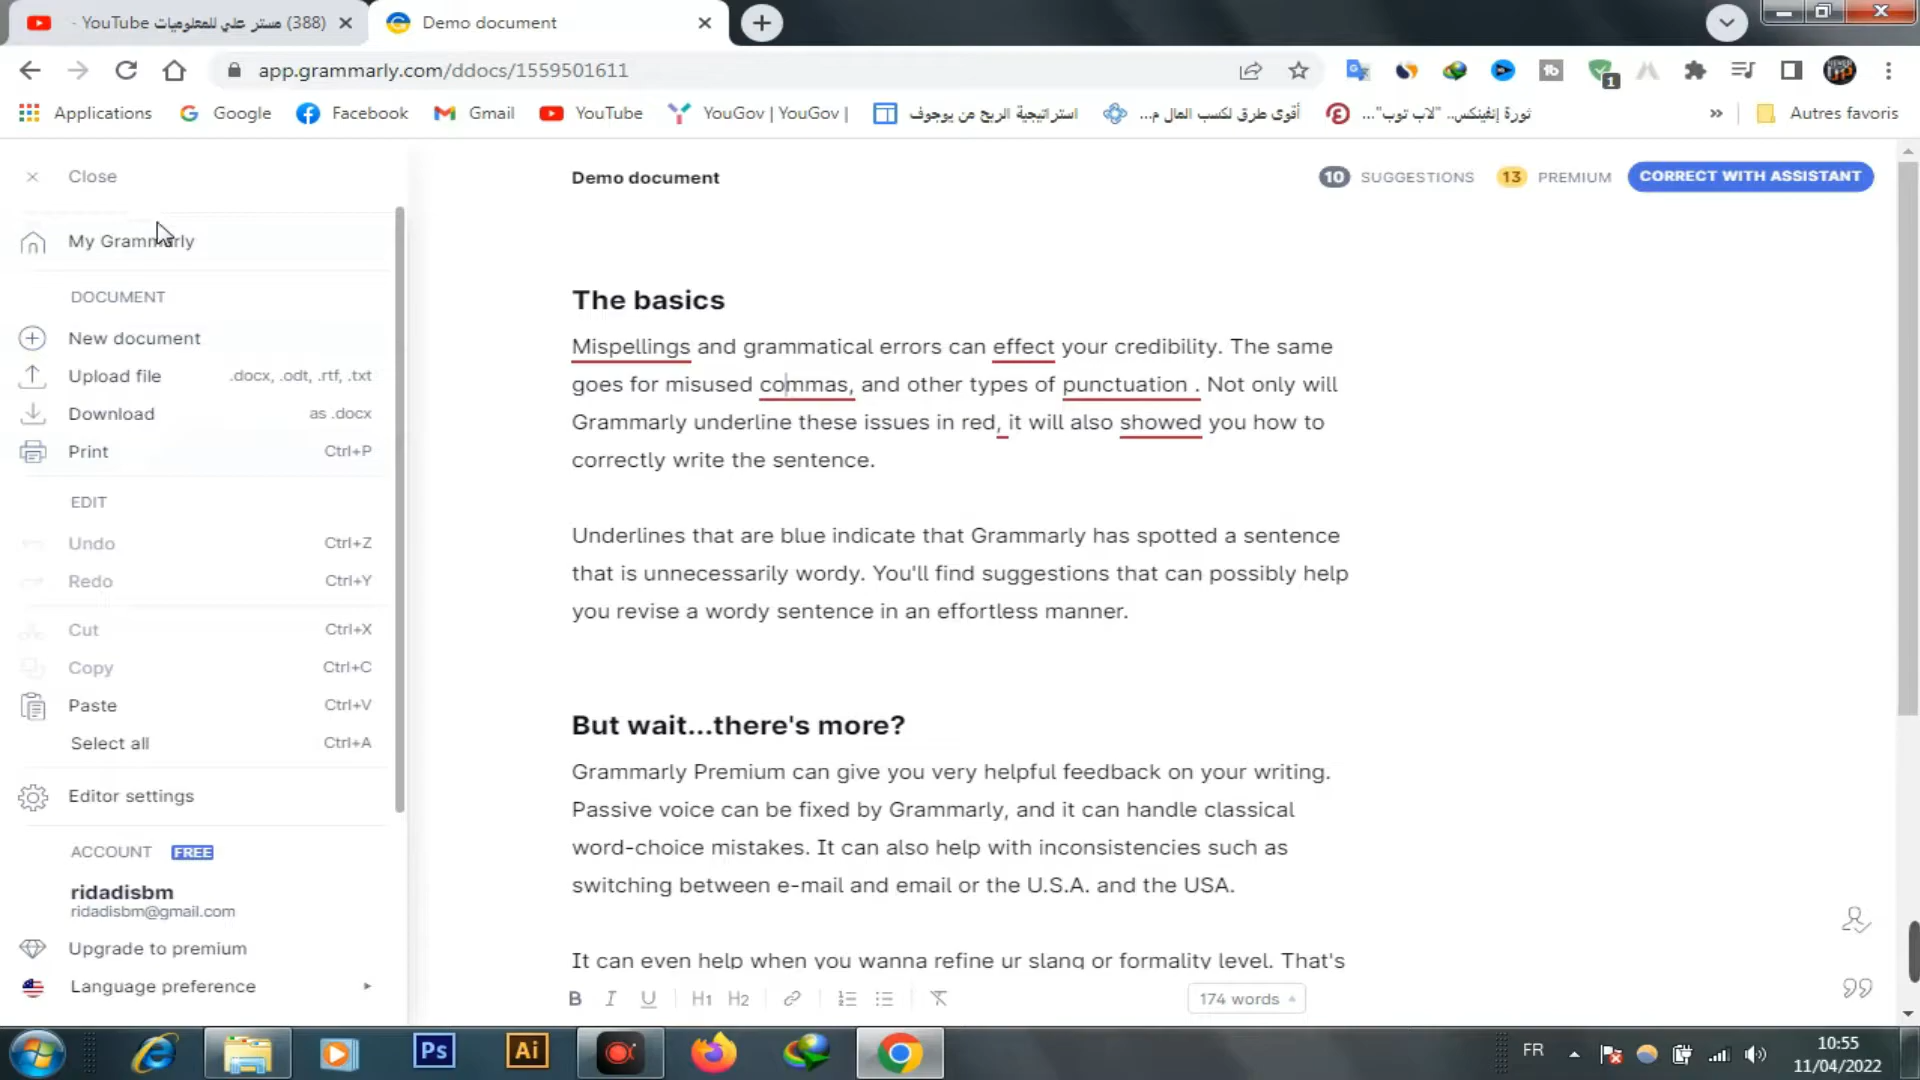 (388) مستر علي للمعلوميات YouTube -
Demo document
app.grammarly.com/ddocs/1559501611
1
Applications
Google
Facebook
Gmail
YouTube
YouGov | YouGov |
استراتيجية الربح من يوجوف
أقوى طرق لكسب المال م...
ثورة إنفينكس.. "لاب توب"...
»
Autres favoris
Close
My Grammarly
DOCUMENT
New document
Upload file .docx, .odt, .rtf, .txt
Download as .docx
Print Ctrl+P
EDIT
Undo Ctrl+Z
Redo Ctrl+Y
Cut Ctrl+X
Copy Ctrl+C
Paste Ctrl+V
Select all Ctrl+A
Editor settings
ACCOUNT FREE
ridadisbm
ridadisbm@gmail.com
Upgrade to premium
Language preference
Demo document
10 SUGGESTIONS 13 PREMIUM CORRECT WITH ASSISTANT
The basics
Mispellings and grammatical errors can effect your credibility. The same
goes for misused commas, and other types of punctuation . Not only will
Grammarly underline these issues in red, it will also showed you how to
correctly write the sentence.
Underlines that are blue indicate that Grammarly has spotted a sentence
that is unnecessarily wordy. You'll find suggestions that can possibly help
you revise a wordy sentence in an effortless manner.
But wait...there's more?
Grammarly Premium can give you very helpful feedback on your writing.
Passive voice can be fixed by Grammarly, and it can handle classical
word-choice mistakes. It can also help with inconsistencies such as
switching between e-mail and email or the U.S.A. and the USA.
It can even help when you wanna refine ur slang or formality level. That's
B I U H1 H2
174 words
Ps
Ai
FR
10:55
11/04/2022